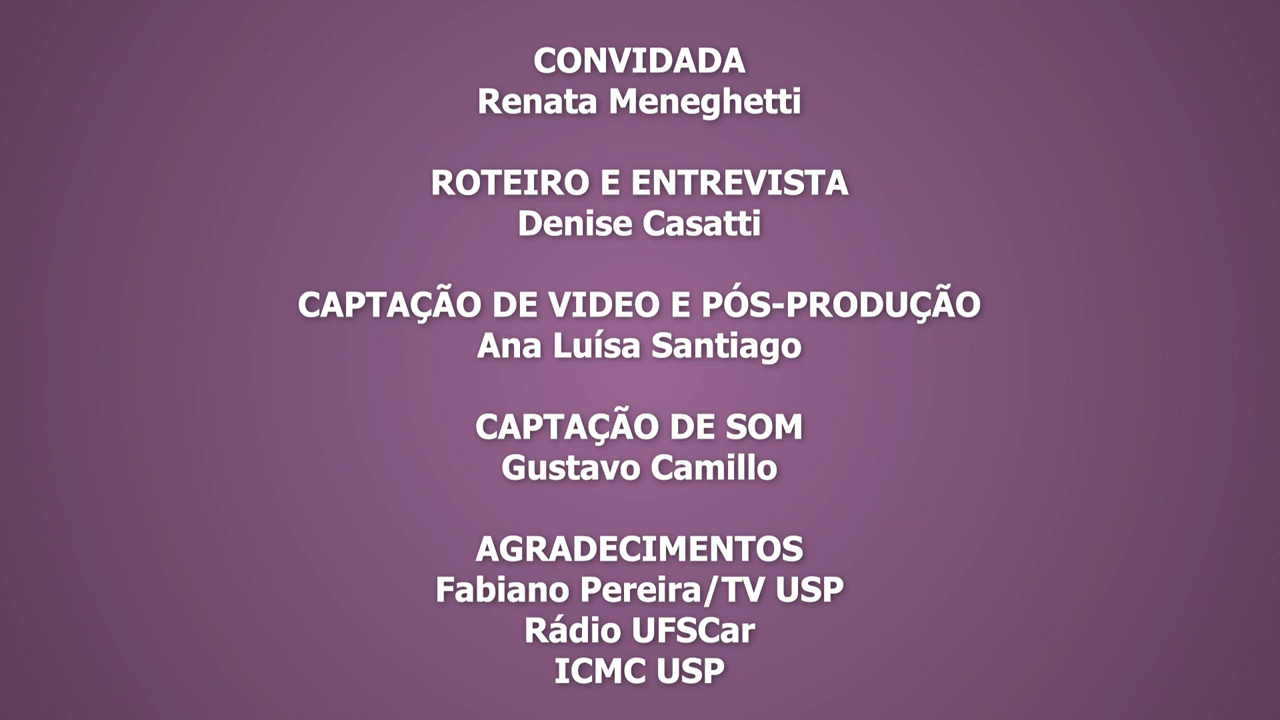 CONVIDADA
Renata Meneghetti
ROTEIRO E ENTREVISTA
Denise Casatti
CAPTAÇÃO DE VIDEO E PÓS-PRODUÇÃO
Ana Luísa Santiago
CAPTAÇÃO DE SOM
Gustavo Camillo
AGRADECIMENTOS
Fabiano Pereira/TV USP
Rádio UFSCar
ICMC USP